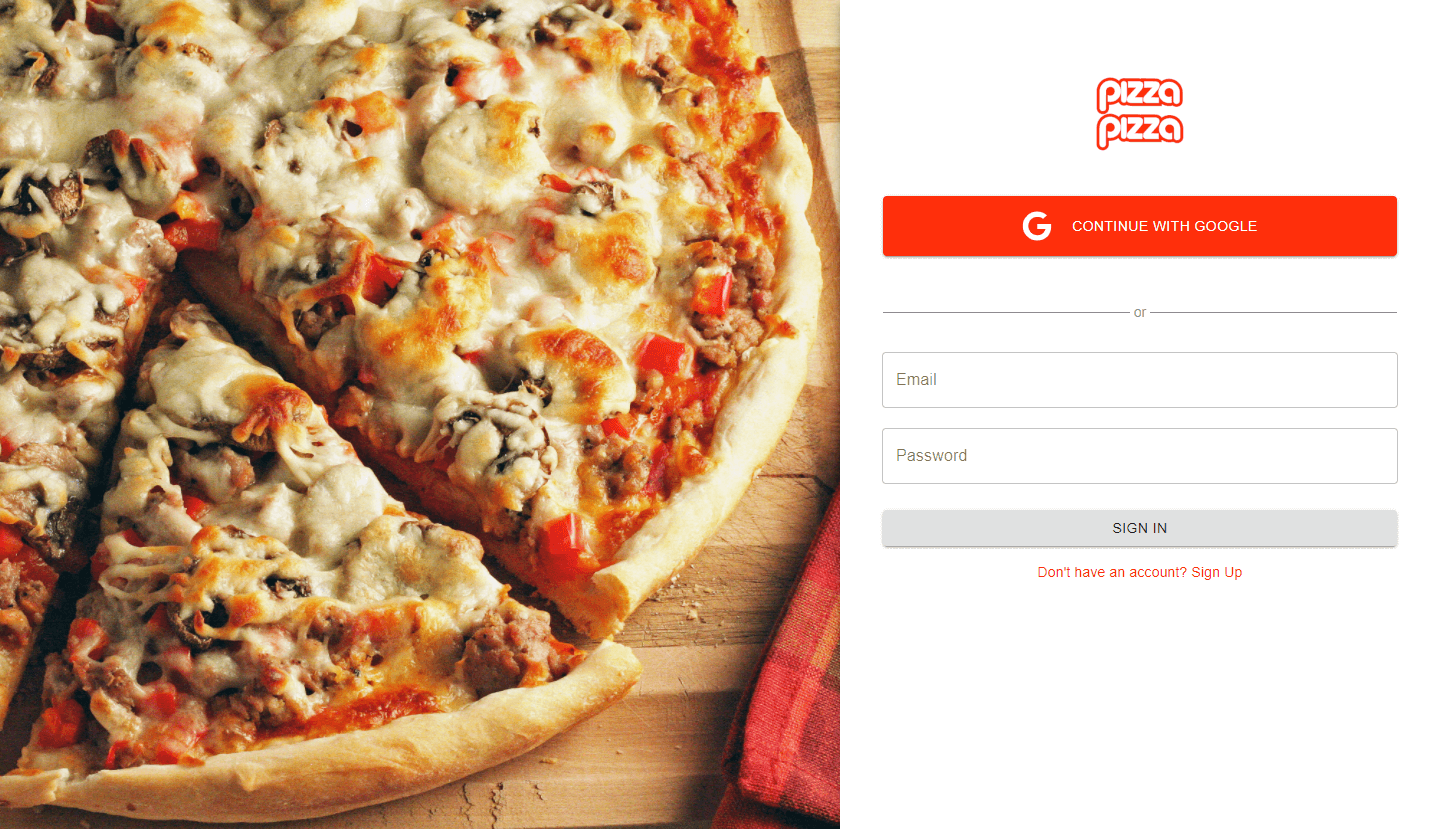 pizza
pizza
CONTINUE WITH GOOGLE
or
Email
Password
SIGN IN
Don't have an account? Sign Up